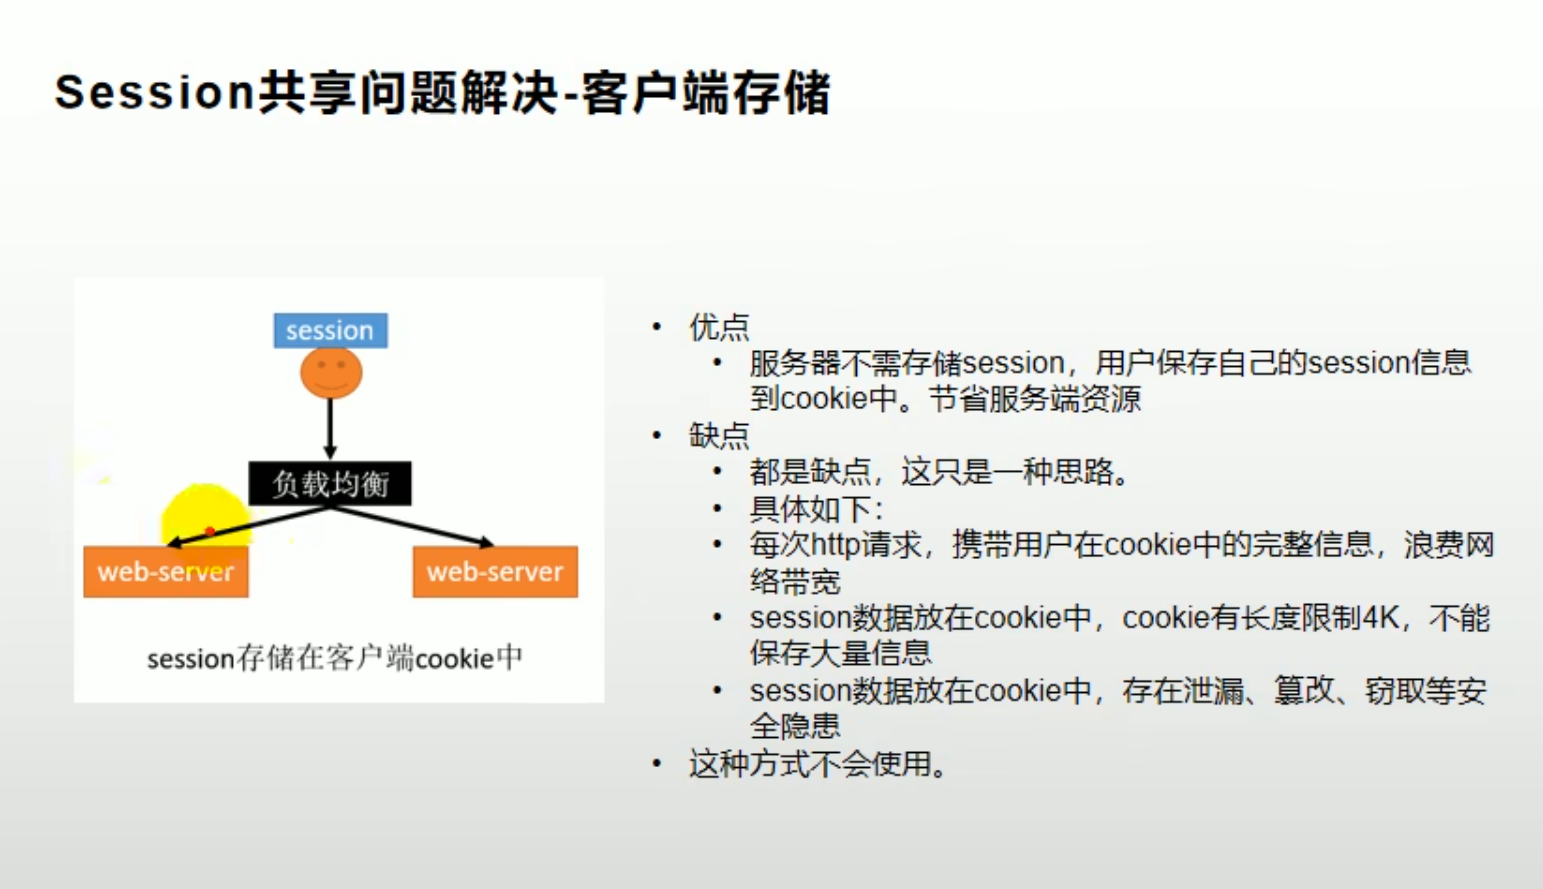 Session共享问题解决-客户端存储
session
负载均衡
web-server
web-server
session存储在客户端cookie中
• 优点
• 服务器不需存储session，用户保存自己的session信息
到cookie中。节省服务端资源
• 缺点
• 都是缺点，这只是一种思路。
• 具体如下：
• 每次http请求，携带用户在cookie中的完整信息，浪费网
络带宽
• session数据放在cookie中，cookie有长度限制4K，不能
保存大量信息
• session数据放在cookie中，存在泄漏、篡改、窃取等安
全隐患
• 这种方式不会使用。